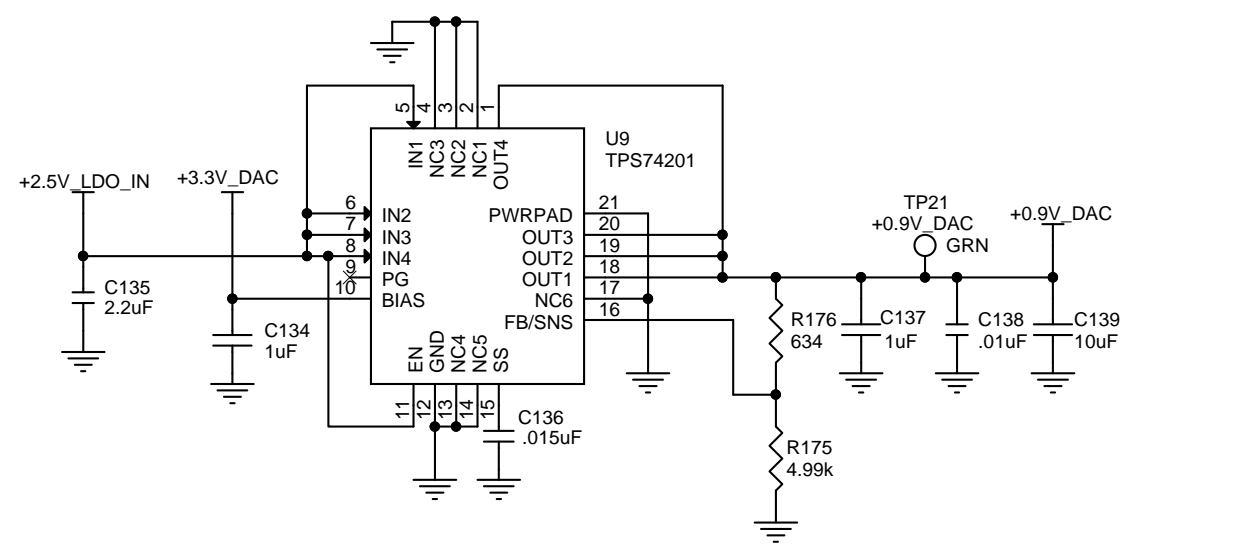 5
4
3
2
1
IN1
NC3
NC2
NC1
OUT4
U9
TPS74201
+2.5V_LDO_IN
+3.3V_DAC
6
IN2
7
IN3
8
IN4
9
PG
10
BIAS
PWRPAD
21
OUT3
20
OUT2
19
OUT1
18
NC6
17
FB/SNS
16
TP21
+0.9V_DAC
GRN
+0.9V_DAC
C135
2.2uF
C134
1uF
R176
634
C137
1uF
C138
.01uF
C139
10uF
EN
GND
NC4
NC5
SS
11
12
13
14
15
C136
.015uF
R175
4.99k